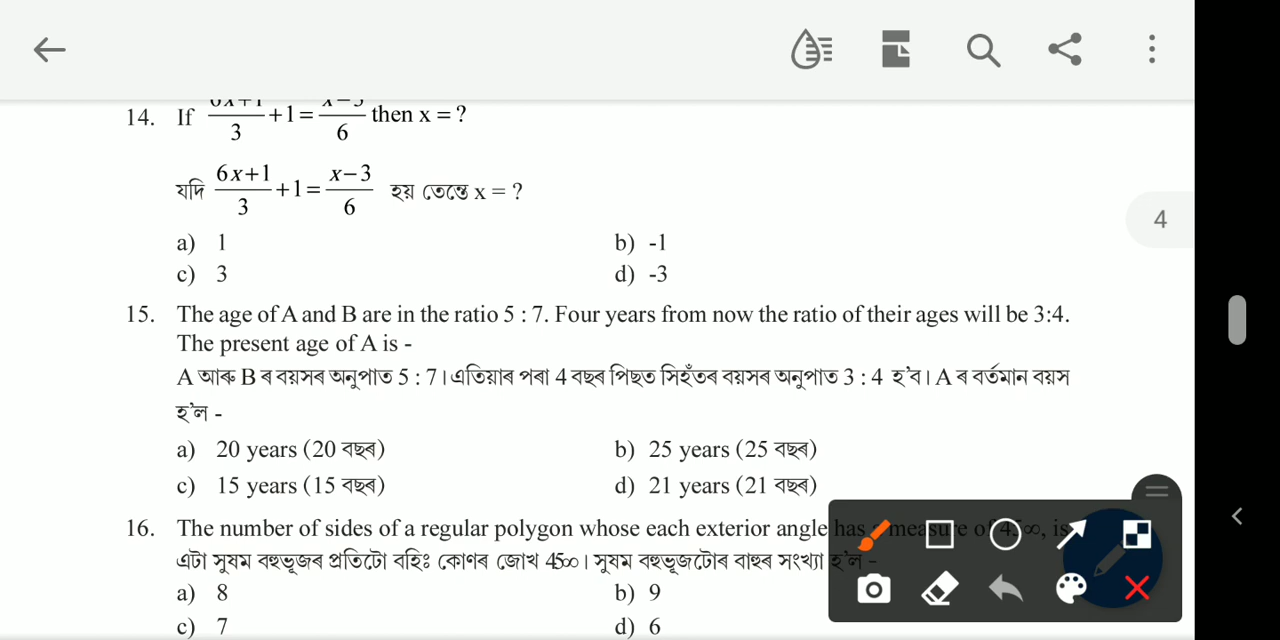 14. If 6x+1/3 +1= x−3/6 then x = ?
যদি 6x+1/3 +1= x−3/6 হয় তেন্তে x = ?
a) 1 b) -1
c) 3 d) -3
15. The age of A and B are in the ratio 5 : 7. Four years from now the ratio of their ages will be 3:4.
The present age of A is -
A আৰু B ৰ বয়সৰ অনুপাত 5 : 7। এতিয়াৰ পৰা 4 বছৰ পিছত সিহঁতৰ বয়সৰ অনুপাত 3 : 4 হ’ব। A ৰ বৰ্তমান বয়স
হ’ল -
a) 20 years (20 বছৰ) b) 25 years (25 বছৰ)
c) 15 years (15 বছৰ) d) 21 years (21 বছৰ)
16. The number of sides of a regular polygon whose each exterior angle has a measure of 45∞, is
এটা সুষম বহুভূজৰ প্ৰতিটো বহিঃ কোণৰ জোখ 45∞। সুষম বহুভূজটোৰ বাহুৰ সংখ্যা হ’ল -
a) 8 b) 9
c) 7 d) 6
4